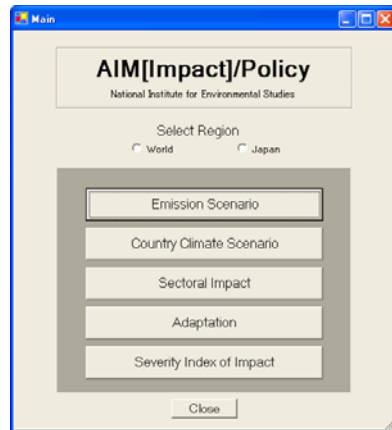 Main
AIM[Impact]/Policy
National Institute for Environmental Studies
Select Region
World Japan
Emission Scenario
Country Climate Scenario
Sectoral Impact
Adaptation
Severity Index of Impact
Close